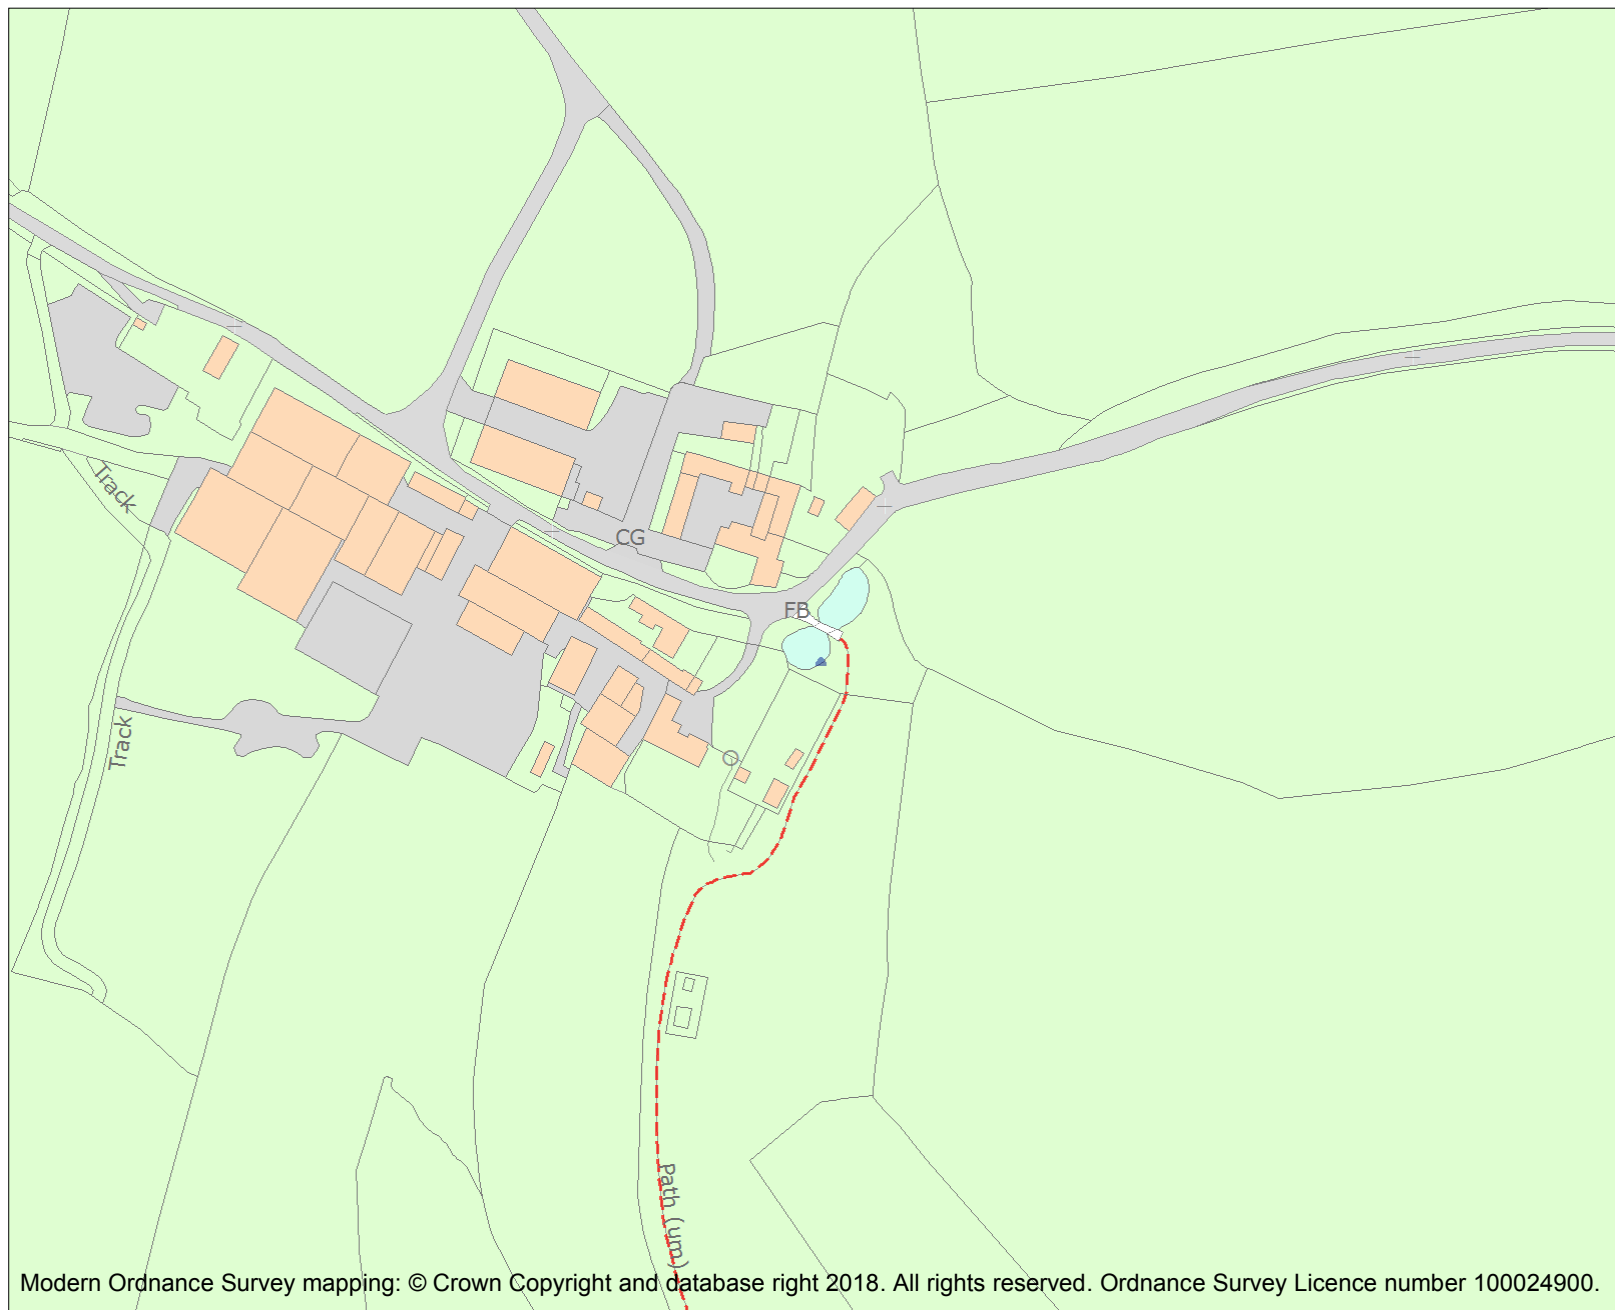 Track
CG
FB
Track
Path (um)
Modern Ordnance Survey mapping: © Crown Copyright and database right 2018. All rights reserved. Ordnance Survey Licence number 100024900.